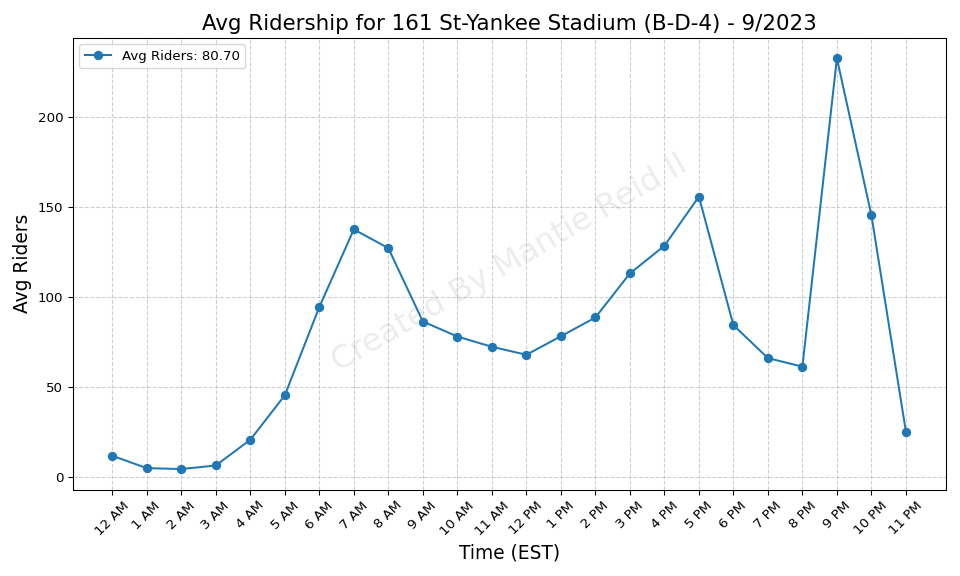 Avg Ridership for 161 St-Yankee Stadium (B-D-4) - 9/2023
Avg Riders: 80.70
Avg Riders
200
150
100
50
0
Created By Mantle Reid II
12 AM
1 AM
2 AM
3 AM
4 AM
5 AM
6 AM
7 AM
8 AM
9 AM
10 AM
11 AM
12 PM
1 PM
2 PM
3 PM
4 PM
5 PM
6 PM
7 PM
8 PM
9 PM
10 PM
11 PM
Time (EST)